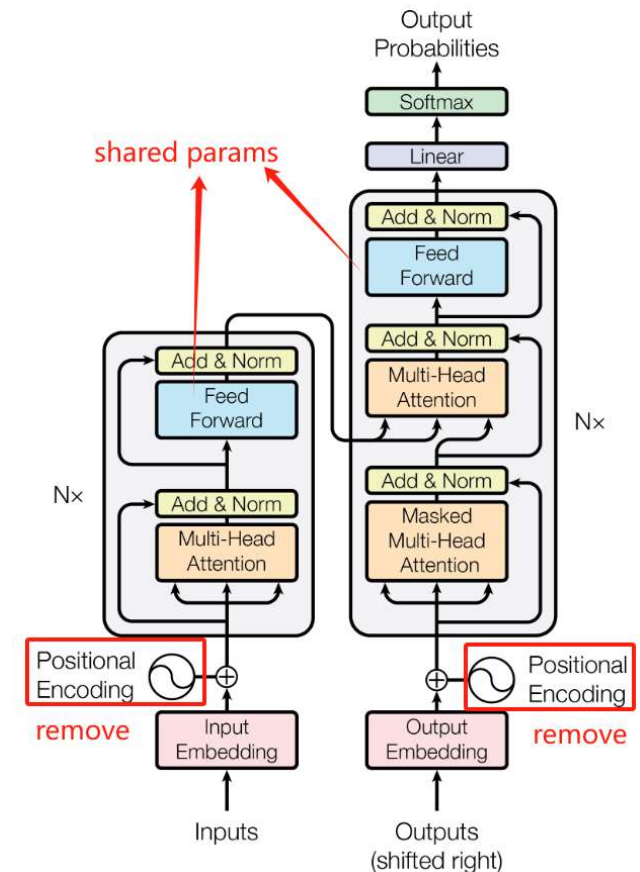 Output
Probabilities
Softmax
Linear
shared params
Add & Norm
Feed
Forward
Add & Norm
Multi-Head
Attention
Add & Norm
Masked
Multi-Head
Attention
N×
Add & Norm
Feed
Forward
Add & Norm
Multi-Head
Attention
N×
Positional
Encoding
remove
Positional
Encoding
remove
Input
Embedding
Output
Embedding
Inputs
Outputs
(shifted right)